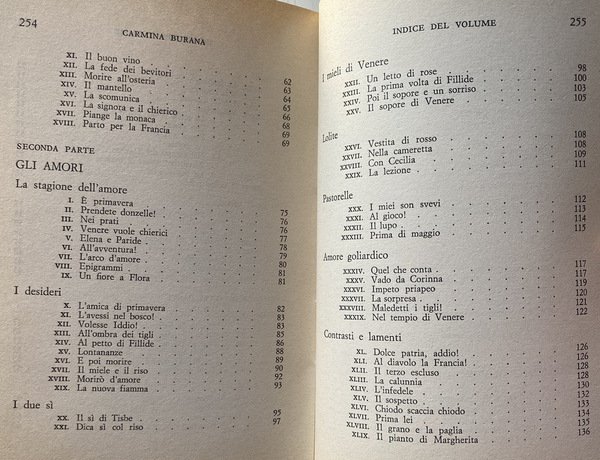 254
CARMINA BURANA
XI. Il buon vino . . . . . . 62
XII. La fede dei bevitori . . . . . . 63
XIII. Morire all'osteria . . . . . . 64
XIV. Il mantello . . . . . . 65
XV. La scomunica . . . . . . 66
XVI. La signora e il chierico . . . . . . 68
XVII. Piange la monaca . . . . . . 69
XVIII. Parto per la Francia . . . . . . 69
SECONDA PARTE
GLI AMORI
La stagione dell'amore
I. È primavera . . . . . . 75
II. Prendete donzelle! . . . . . . 76
III. Nei prati . . . . . . 76
IV. Venere vuole chierici . . . . . . 77
V. Elena e Paride . . . . . . 78
VI. All'avventura! . . . . . . 79
VII. L'arco d'amore . . . . . . 80
VIII. Epigrammi . . . . . . 81
IX. Un fiore a Flora . . . . . . 81
I desideri
X. L'amica di primavera . . . . . . 82
XI. L'avessi nel bosco! . . . . . . 83
XII. Volesse Iddio! . . . . . . 84
XIII. All'ombra dei tigli . . . . . . 85
XIV. Al petto di Fillide . . . . . . 86
XV. Lontananze . . . . . . 88
XVI. E poi morire . . . . . . 89
XVII. Il miele e il riso . . . . . . 90
XVIII. Morirò d'amore . . . . . . 92
XIX. La nuova fiamma . . . . . . 93
I due sì
XX. Il sì di Tisbe . . . . . . 95
XXI. Dica sì col riso . . . . . . 97
INDICE DEL VOLUME
255
I mieli di Venere
XXII. Un letto di rose . . . . . . 98
XXIII. La prima volta di Fillide . . . . . . 100
XXIV. Poi il sopore e un sorriso . . . . . . 103
XXV. Il sopore di Venere . . . . . . 105
Lolite
XXVI. Vestita di rosso . . . . . . 108
XXVII. Nella cameretta . . . . . . 108
XXVIII. Con Cecilia . . . . . . 109
XXIX. La lezione . . . . . . 111
Pastorelle
XXX. I miei son svevi . . . . . . 112
XXXI. Al gioco! . . . . . . 113
XXXII. Il lupo . . . . . . 114
XXXIII. Prima di maggio . . . . . . 115
Amore goliardico
XXXIV. Quel che conta . . . . . . 117
XXXV. Vado da Corinna . . . . . . 117
XXXVI. Impeto priapeo . . . . . . 119
XXXVII. La sorpresa . . . . . . 120
XXXVIII. Maledetti i tigli! . . . . . . 121
XXXIX. Nel tempio di Venere . . . . . . 122
Contrasti e lamenti
XL. Dolce patria, addio! . . . . . . 126
XLI. Al diavolo la Francia! . . . . . . 126
XLII. Il terzo escluso . . . . . . 128
XLIII. La calunnia . . . . . . 128
XLIV. L'infedele . . . . . . 130
XLV. Il sospetto . . . . . . 132
XLVI. Chiodo scaccia chiodo . . . . . . 133
XLVII. Prima lei . . . . . . 134
XLVIII. Il grano e la paglia . . . . . . 135
XLIX. Il pianto di Margherita . . . . . . 136